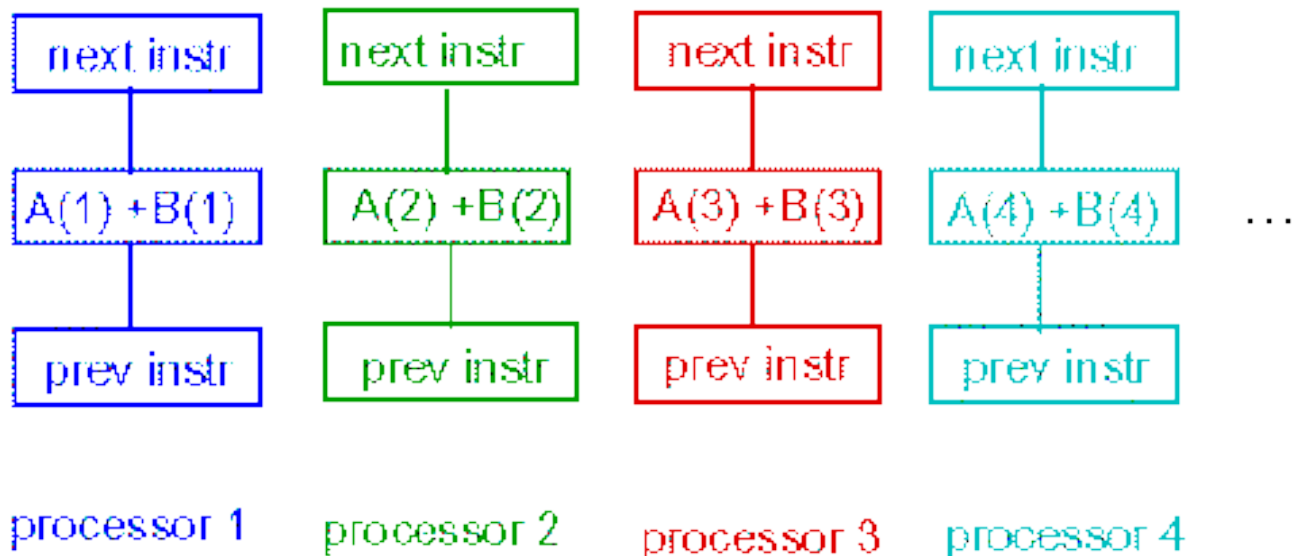 next instr
next instr
next instr
next instr
A(1) +B(1)
A(2) +B(2)
A(3) +B(3)
A(4) +B(4)
...
prev instr
prev instr
prev instr
prev instr
processor 1
processor 2
processor 3
processor 4